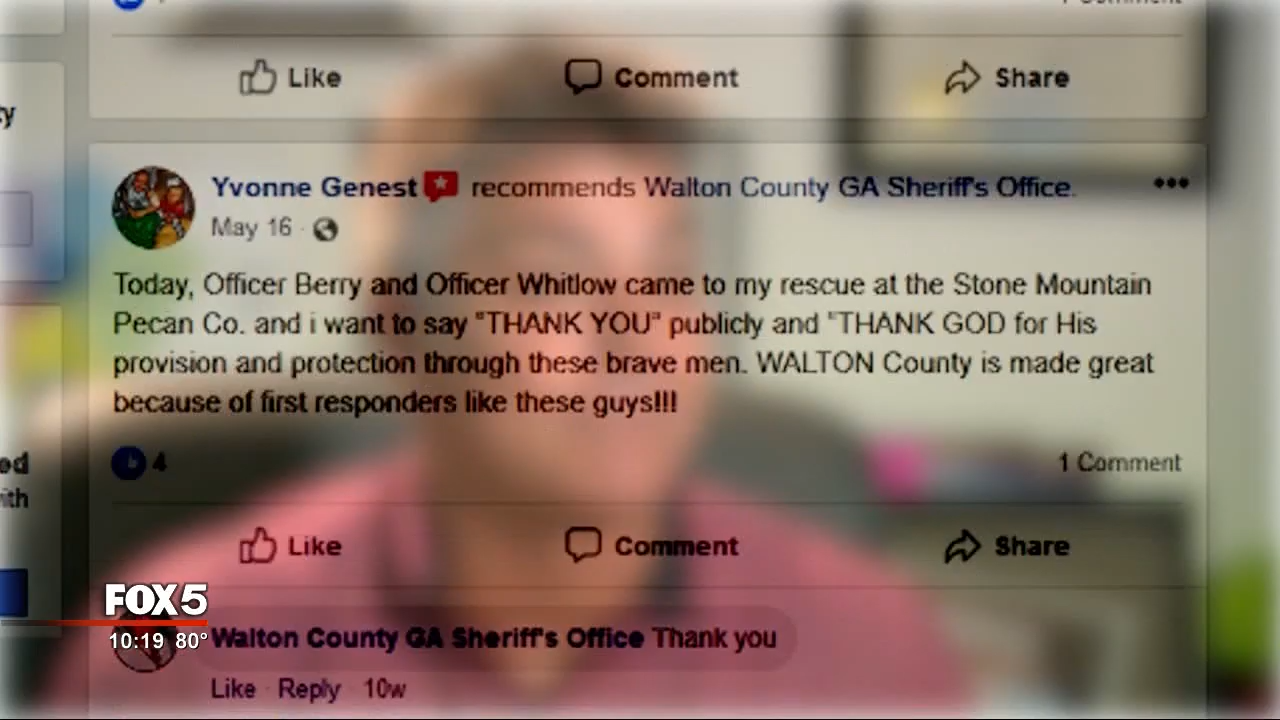 Like Comment Share
Yvonne Genest recommends Walton County GA Sheriff's Office.
May 16 ·
Today, Officer Berry and Officer Whitlow came to my rescue at the Stone Mountain
Pecan Co. and i want to say "THANK YOU" publicly and "THANK GOD for His
provision and protection through these brave men. WALTON County is made great
because of first responders like these guys!!!
4 1 Comment
Like Comment Share
Walton County GA Sheriff's Office Thank you
Like · Reply · 10w
FOX 5
10:19 80°